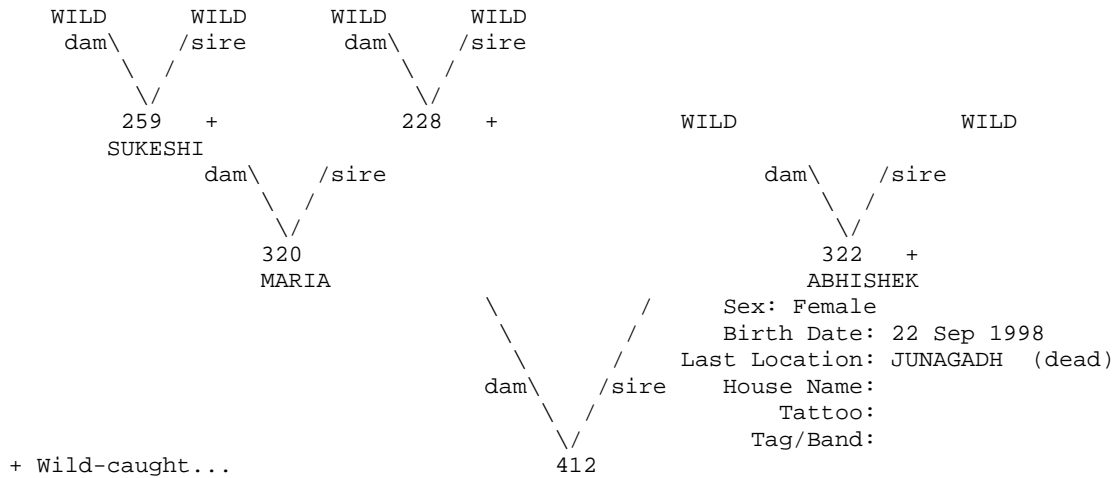 WILD WILD WILD WILD
dam\ /sire dam\ /sire
\ / \ /
\/ \/
259 + 228 + WILD WILD
SUKESHI
dam\ /sire dam\ /sire
\ / \ /
\/ \/
320 322 +
MARIA ABHISHEK
\ / Sex: Female
\ / Birth Date: 22 Sep 1998
\ / Last Location: JUNAGADH (dead)
dam\ /sire House Name:
\ / Tattoo:
\/ Tag/Band:
+ Wild-caught... 412